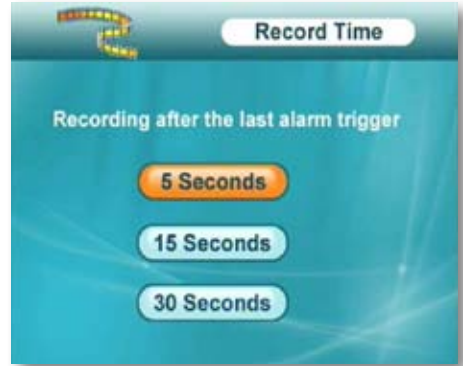 Record Time
Recording after the last alarm trigger
5 Seconds
15 Seconds
30 Seconds